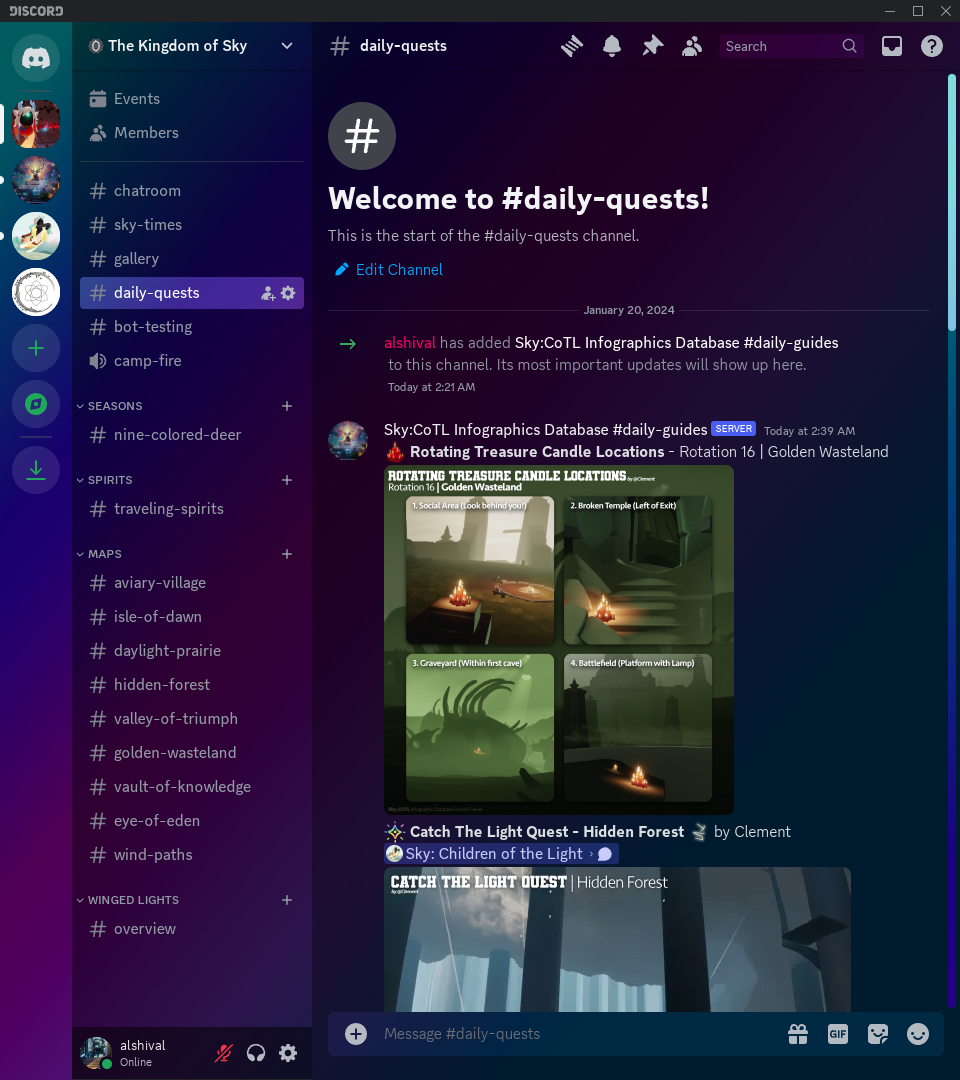 DISCORD
The Kingdom of Sky
daily-quests
Search
Events
Members
chatroom
sky-times
gallery
daily-quests
bot-testing
camp-fire
SEASONS
nine-colored-deer
SPIRITS
traveling-spirits
MAPS
aviary-village
isle-of-dawn
daylight-prairie
hidden-forest
valley-of-triumph
golden-wasteland
vault-of-knowledge
eye-of-eden
wind-paths
WINGED LIGHTS
overview
alshival
Online
Welcome to #daily-quests!
This is the start of the #daily-quests channel.
Edit Channel
January 20, 2024
alshival has added Sky:CoTL Infographics Database #daily-guides
to this channel. Its most important updates will show up here.
Today at 2:21 AM
Sky:CoTL Infographics Database #daily-guides SERVER Today at 2:39 AM
Rotating Treasure Candle Locations - Rotation 16 | Golden Wasteland
ROTATING TREASURE CANDLE LOCATIONS by @Clement
Rotation 16 | Golden Wasteland
1. Social Area (Look behind you!)
2. Broken Temple (Left of Exit)
3. Graveyard (Within first cave)
4. Battlefield (Platform with Lamp)
Catch The Light Quest - Hidden Forest by Clement
Sky: Children of the Light ›
CATCH THE LIGHT QUEST | Hidden Forest
by @Clement
Message #daily-quests
GIF